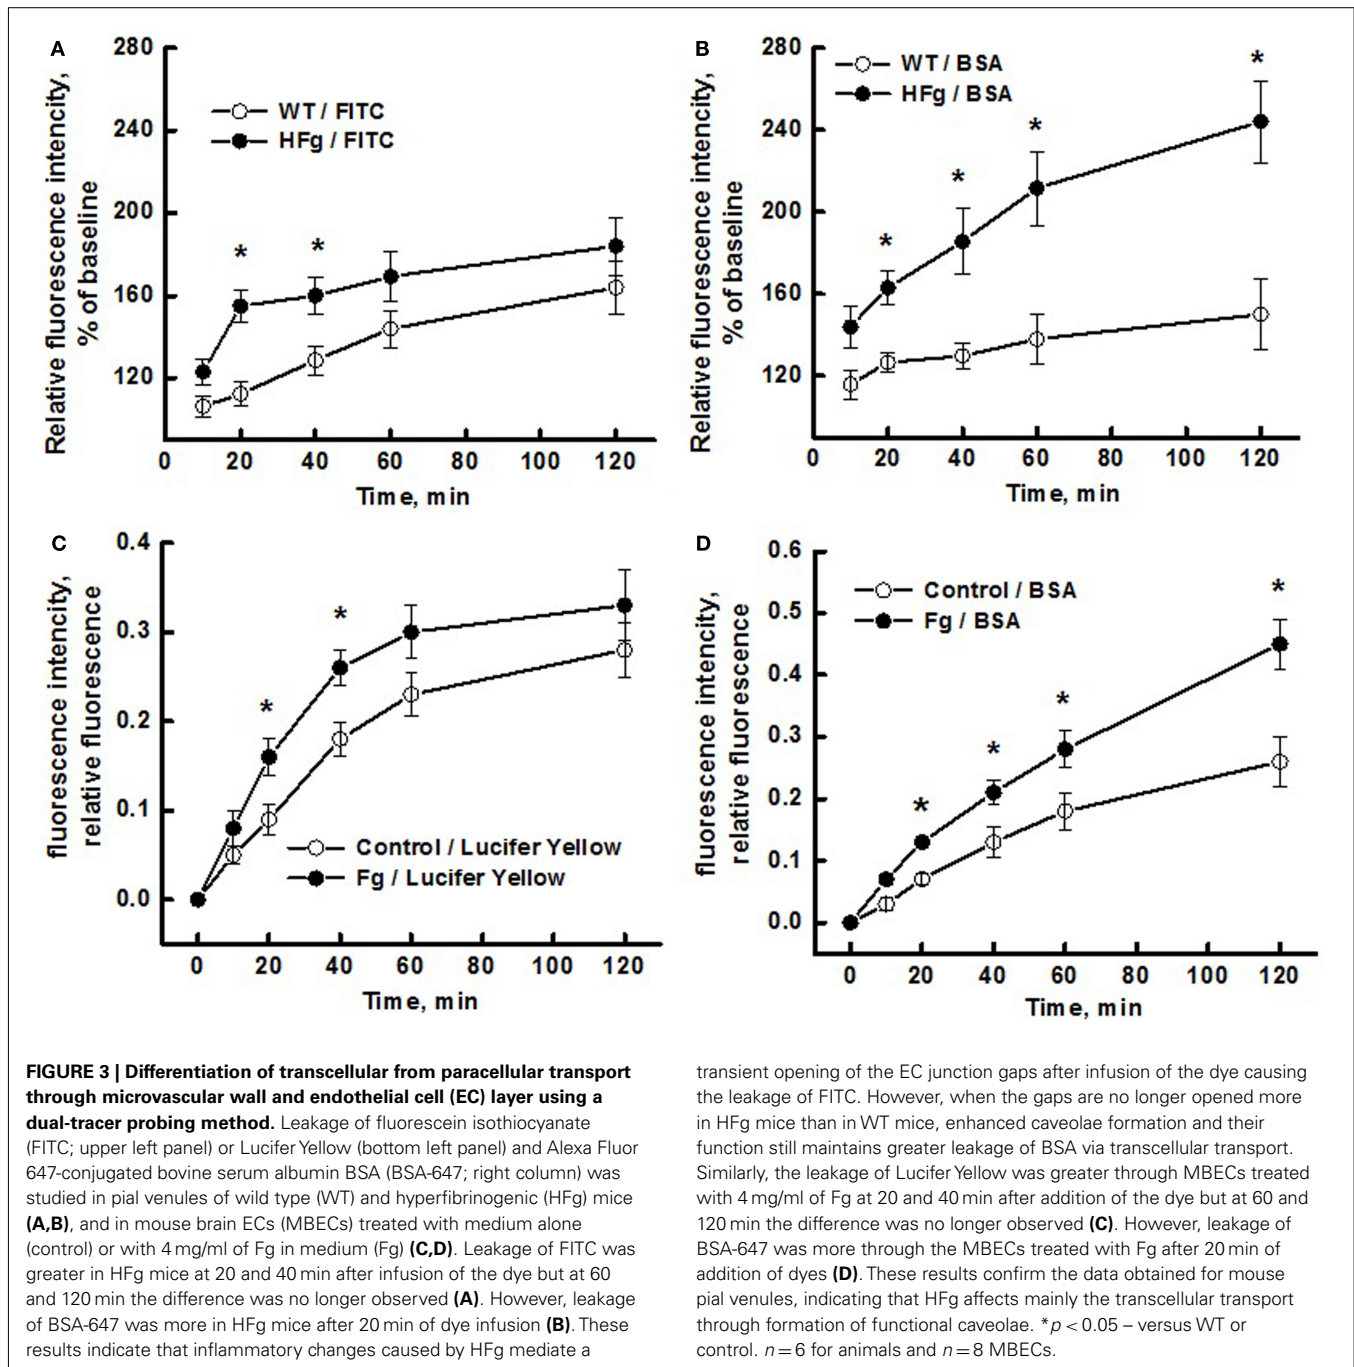 A
Relative fluorescence intencity,
% of baseline
280
240
200
160
120
WT / FITC
HFg / FITC
*
*
0 20 40 60 80 100 120
Time, min
B
Relative fluorescence intencity,
% of baseline
280
240
200
160
120
WT / BSA
HFg / BSA
*
*
*
*
0 20 40 60 80 100 120
Time, min
C
fluorescence intencity,
relative fluorescence
0.4
0.3
0.2
0.1
0.0
*
*
Control / Lucifer Yellow
Fg / Lucifer Yellow
0 20 40 60 80 100 120
Time, min
D
fluorescence intencity,
relative fluorescence
0.6
0.5
0.4
0.3
0.2
0.1
0.0
Control / BSA
Fg / BSA
*
*
*
*
0 20 40 60 80 100 120
Time, min
FIGURE 3 | Differentiation of transcellular from paracellular transport
through microvascular wall and endothelial cell (EC) layer using a
dual-tracer probing method. Leakage of fluorescein isothiocyanate
(FITC; upper left panel) or Lucifer Yellow (bottom left panel) and Alexa Fluor
647-conjugated bovine serum albumin BSA (BSA-647; right column) was
studied in pial venules of wild type (WT) and hyperfibrinogenic (HFg) mice
(A,B), and in mouse brain ECs (MBECs) treated with medium alone
(control) or with 4 mg/ml of Fg in medium (Fg) (C,D). Leakage of FITC was
greater in HFg mice at 20 and 40 min after infusion of the dye but at 60
and 120 min the difference was no longer observed (A). However, leakage
of BSA-647 was more in HFg mice after 20 min of dye infusion (B). These
results indicate that inflammatory changes caused by HFg mediate a
transient opening of the EC junction gaps after infusion of the dye causing
the leakage of FITC. However, when the gaps are no longer opened more
in HFg mice than in WT mice, enhanced caveolae formation and their
function still maintains greater leakage of BSA via transcellular transport.
Similarly, the leakage of Lucifer Yellow was greater through MBECs treated
with 4 mg/ml of Fg at 20 and 40 min after addition of the dye but at 60 and
120 min the difference was no longer observed (C). However, leakage of
BSA-647 was more through the MBECs treated with Fg after 20 min of
addition of dyes (D). These results confirm the data obtained for mouse
pial venules, indicating that HFg affects mainly the transcellular transport
through formation of functional caveolae. *p < 0.05 – versus WT or
control. n = 6 for animals and n = 8 MBECs.